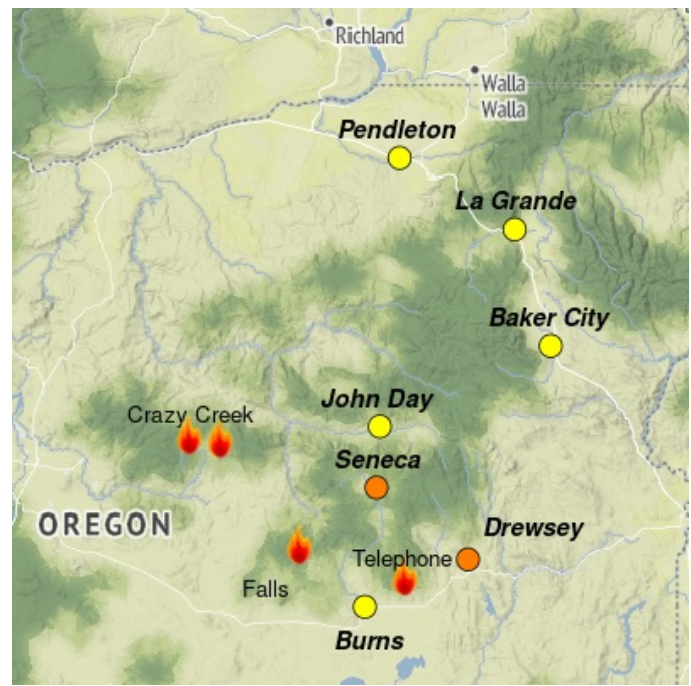 Richland
Walla
Walla
Pendleton
La Grande
Baker City
John Day
Crazy Creek
Seneca
OREGON
Drewsey
Telephone
Falls
Burns